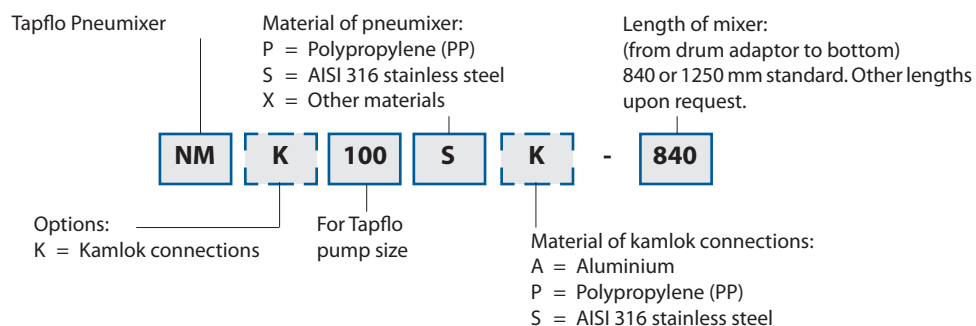 Tapflo Pneumixer
Material of pneumixer:
P = Polypropylene (PP)
S = AISI 316 stainless steel
X = Other materials
Length of mixer:
(from drum adaptor to bottom)
840 or 1250 mm standard. Other lengths
upon request.
NM K 100 S K - 840
Options:
K = Kamlok connections
For Tapflo
pump size
Material of kamlok connections:
A = Aluminium
P = Polypropylene (PP)
S = AISI 316 stainless steel